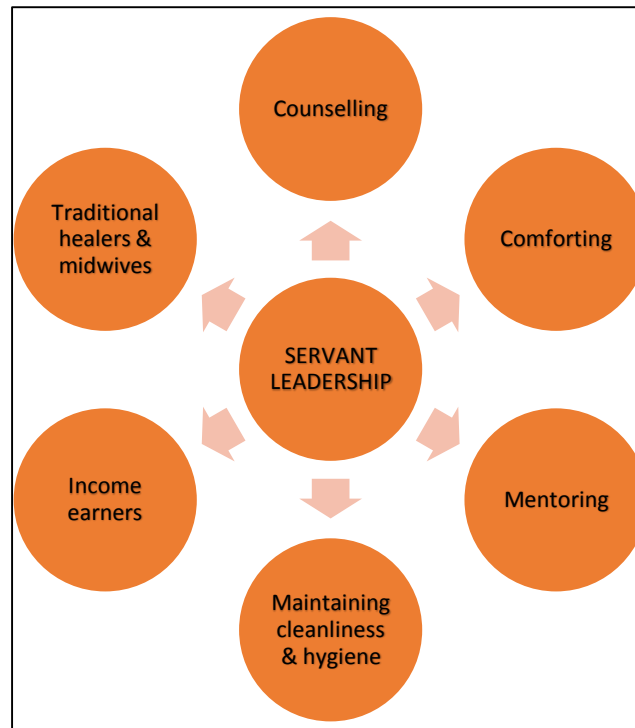 Counselling
Traditional
healers &
midwives
Comforting
SERVANT
LEADERSHIP
Income
earners
Mentoring
Maintaining
cleanliness
& hygiene